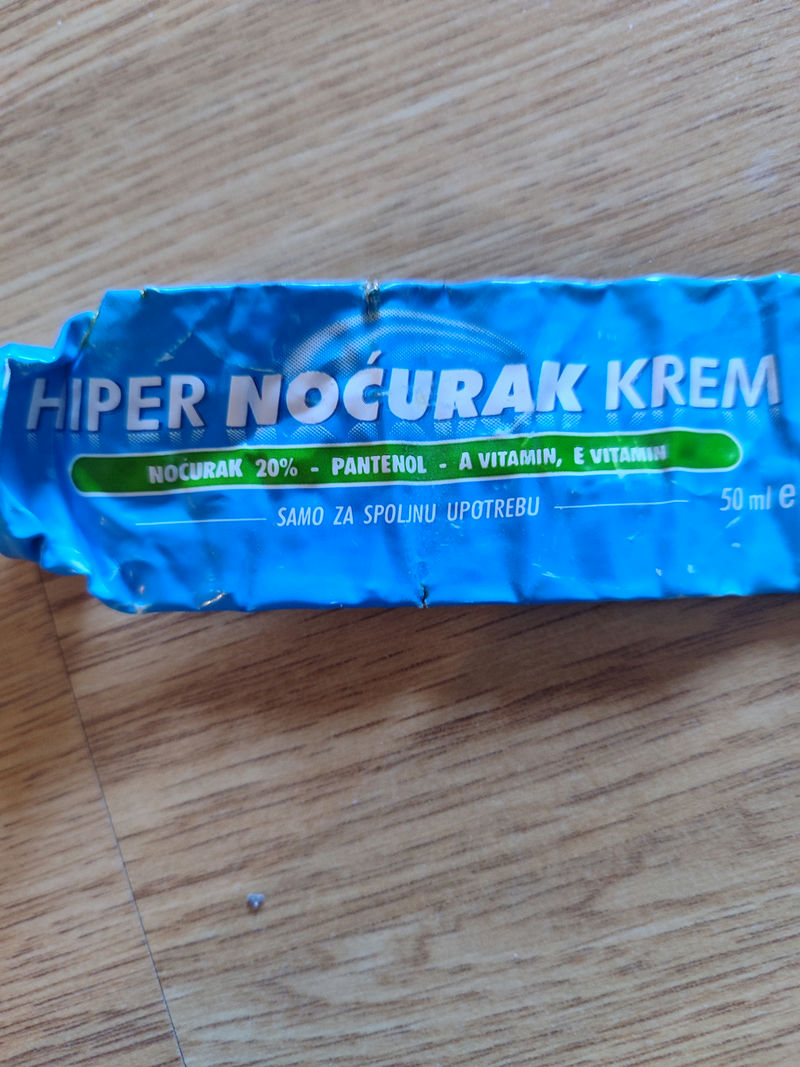 HIPER NOĆURAK KREM
NOĆURAK 20% - PANTENOL - A VITAMIN, E VITAMIN
SAMO ZA SPOLJNU UPOTREBU
50 ml e